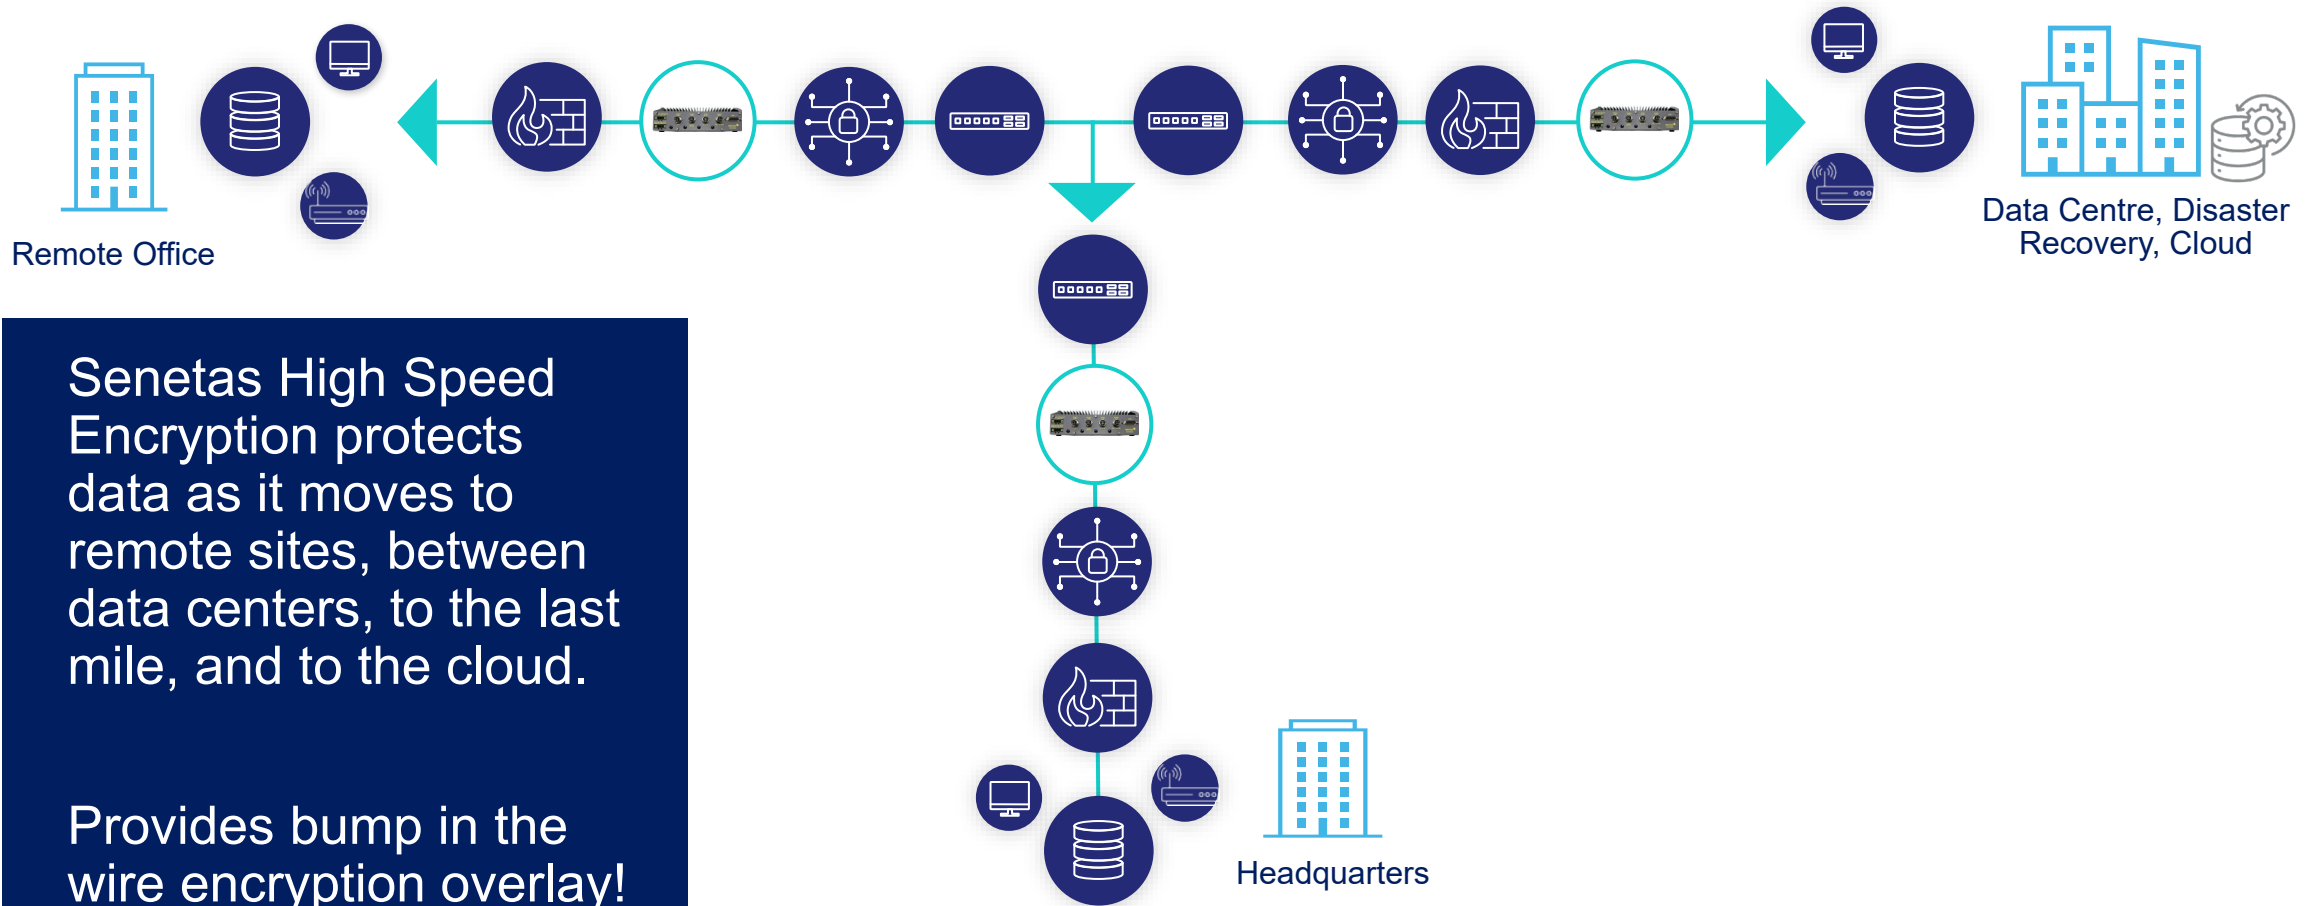 Remote Office
Data Centre, Disaster
Recovery, Cloud
Senetas High Speed
Encryption protects
data as it moves to
remote sites, between
data centers, to the last
mile, and to the cloud.
Provides bump in the
wire encryption overlay!
Headquarters